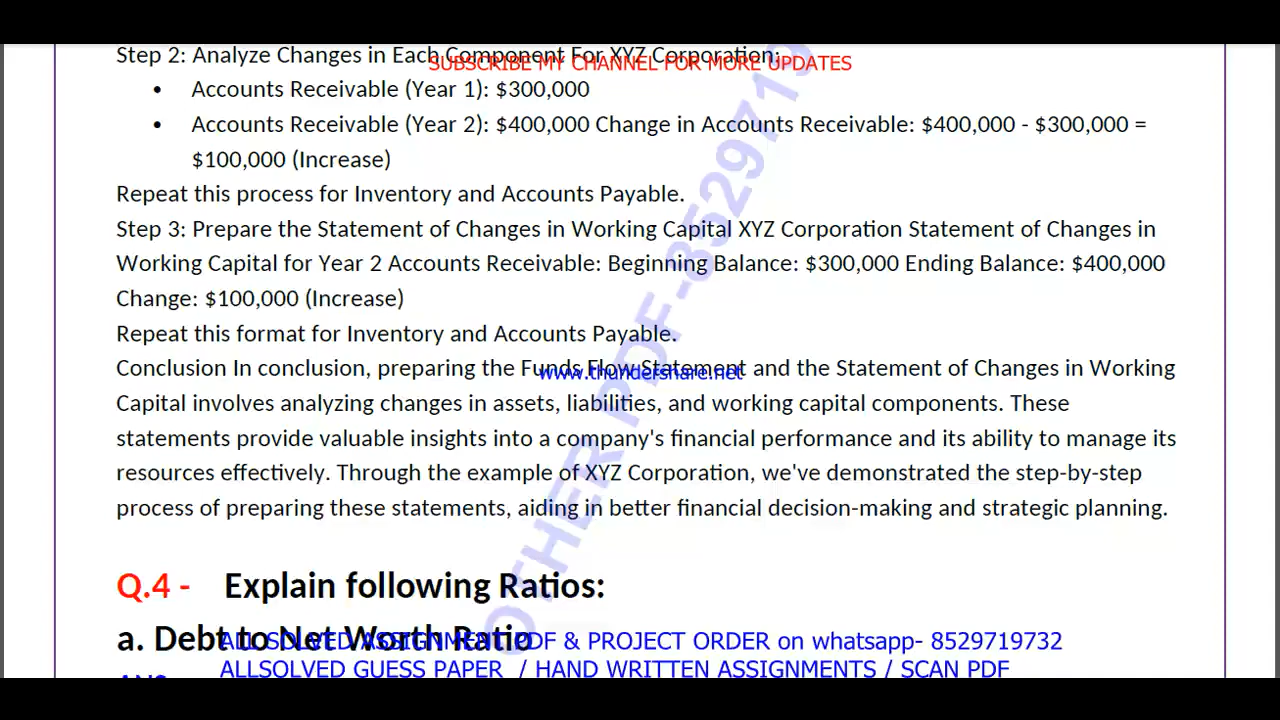 Step 2: Analyze Changes in Each Component For XYZ Corporation:
SUBSCRIBE MY CHANNEL FOR MORE UPDATES
• Accounts Receivable (Year 1): $300,000
• Accounts Receivable (Year 2): $400,000 Change in Accounts Receivable: $400,000 - $300,000 =
$100,000 (Increase)
Repeat this process for Inventory and Accounts Payable.
Step 3: Prepare the Statement of Changes in Working Capital XYZ Corporation Statement of Changes in
Working Capital for Year 2 Accounts Receivable: Beginning Balance: $300,000 Ending Balance: $400,000
Change: $100,000 (Increase)
Repeat this format for Inventory and Accounts Payable.
Conclusion In conclusion, preparing the Funds Flow Statement and the Statement of Changes in Working
www.thundershare.net
Capital involves analyzing changes in assets, liabilities, and working capital components. These
statements provide valuable insights into a company's financial performance and its ability to manage its
resources effectively. Through the example of XYZ Corporation, we've demonstrated the step-by-step
process of preparing these statements, aiding in better financial decision-making and strategic planning.
OTHER PDF-8529719
Q.4 - Explain following Ratios:
a. Debt to Net Worth Ratio
ALL SOLVED ASSIGNMENT PDF & PROJECT ORDER on whatsapp- 8529719732
ALLSOLVED GUESS PAPER / HAND WRITTEN ASSIGNMENTS / SCAN PDF